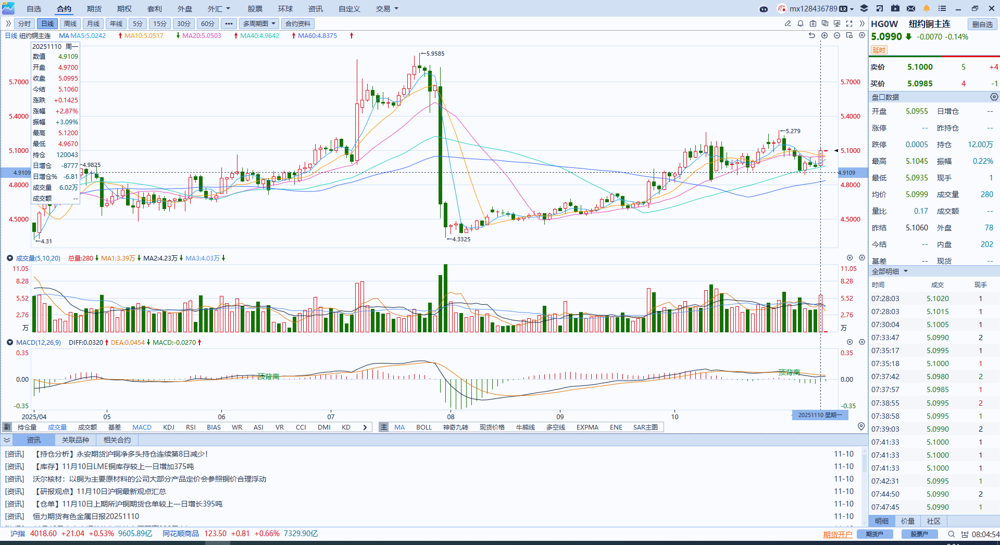 自选 合约 期货 期权 套利 外盘 外汇 股票 环球 资讯 自定义 交易 mx128436789 L2
分时 日线 周线 月线 年线 5分 15分 30分 60分 ••• 多周期图 合约资料
日线 纽约铜主连 MA MA5:5.0242 MA10:5.0517 MA20:5.0503 MA40:4.9642 MA60:4.8375
20251110 周一
数值 4.9109
开盘 4.9700
收盘 5.0995
今结 5.1060
涨跌 +0.1425
涨幅 +2.87%
振幅 +3.09%
最高 5.1200
最低 4.9670
持仓 120043
日增仓 -8777
日增仓% -6.81
成交量 6.02万
成交额 --
5.7000 5.7000
5.4000 5.4000
5.1000 5.1000
4.9109 4.9109
4.8000 4.8000
4.5000 4.5000
5.9585
5.279
4.9825
4.31
4.3325
成交量(5,10,20) 总量:280 MA1:3.39万 MA2:4.23万 MA3:4.03万
11.05 11.05
8.28 8.28
5.52 5.52
2.76 2.76
万 万
MACD(12,26,9) DIFF:0.0320 DEA:0.0454 MACD:-0.0270
0.35 0.35
顶背离 顶背离
0.00 0.00
-0.35 -0.35
2025/04 05 06 07 08 09 10 20251110 星期一
副 持仓量 成交量 成交额 基差 MACD KDJ RSI BIAS WR ASI VR CCI DMI KD
主 MA BOLL 神奇九转 现货价格 牛能线 多空线 EXPMA ENE SAR主图
资讯 关联品种 相关合约
[资讯] 【持仓分析】永安期货沪铜净多头持仓连续第8日减少! 11-10
[资讯] 【库存】11月10日LME铜库存较上一日增加375吨 11-10
[资讯] 沃尔核材：以铜为主要原材料的公司大部分产品定价会参照铜价合理浮动 11-10
[资讯] 【研报观点】11月10日沪铜最新观点汇总 11-10
[资讯] 【仓单】11月10日上期所沪铜期货仓单较上一日增长395吨 11-10
[资讯] 恒力期货有色金属日报20251110 11-10
沪指 4018.60 +21.04 +0.53% 9605.89亿 同花顺商品 123.50 +0.81 +0.66% 7329.90亿
期货开户 期货户 股票户 08:04:54
HG0W 纽约铜主连 删自选
5.0990 -0.0070 -0.14%
延时
卖价 5.1000 5 +4
买价 5.0985 4 -1
盘口数据
开盘 5.0955 日增仓 --
涨停 -- 昨持仓 --
跌停 0.0005 持仓 12.00万
最高 5.1045 振幅 0.22%
最低 5.0935 现手 1
均价 5.0999 成交量 280
量比 0.17 成交额 --
昨结 5.1060 外盘 78
今结 -- 内盘 202
基差 -- 现货 --
全部明细
时间 成交 现手
07:28:03 5.1020 1
07:28:03 5.1015 1
07:30:04 5.1005 1
07:33:47 5.0990 2
07:35:17 5.0995 1
07:35:18 5.1000 1
07:37:42 5.0980 2
07:37:57 5.0985 1
07:38:55 5.0995 2
07:38:58 5.0995 1
07:39:03 5.0990 2
07:41:33 5.1000 1
07:41:33 5.1000 1
07:41:33 5.1000 1
07:42:31 5.0995 1
07:44:50 5.0990 2
07:47:45 5.0990 1
明细 价量 社区